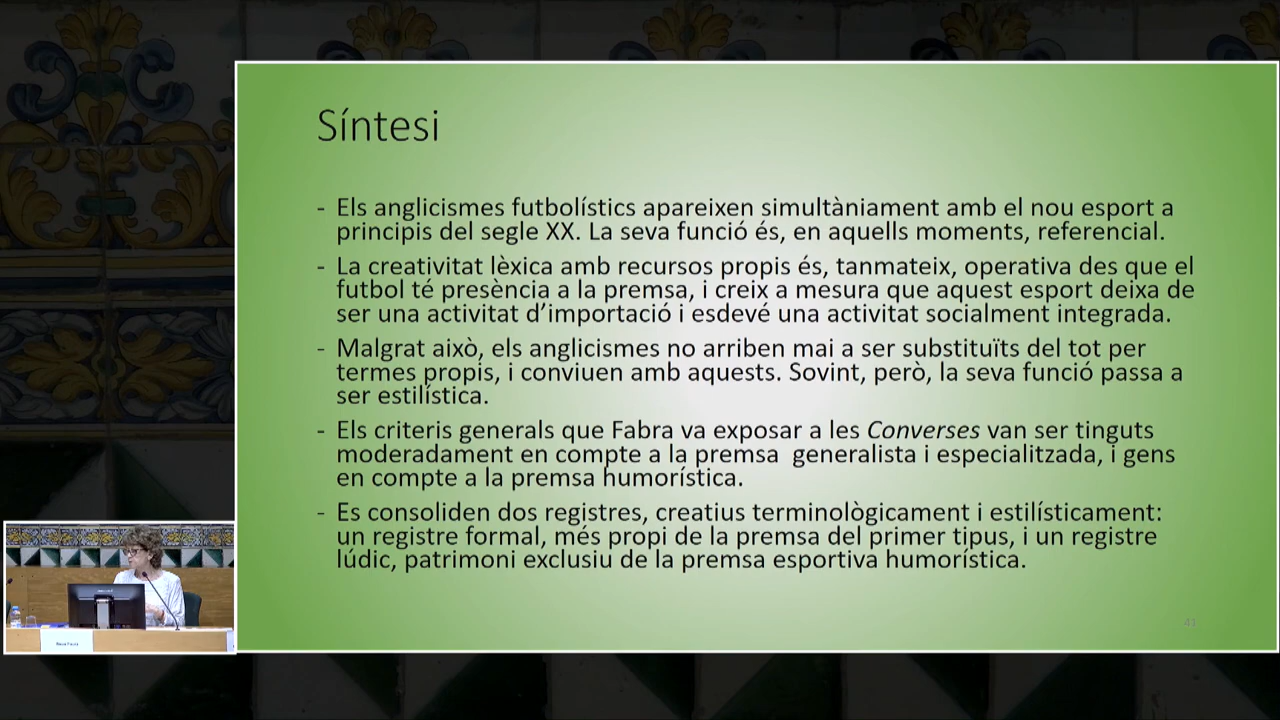 Síntesi
- Els anglicismes futbolístics apareixen simultàniament amb el nou esport a
principis del segle XX. La seva funció és, en aquells moments, referencial.
- La creativitat lèxica amb recursos propis és, tanmateix, operativa des que el
futbol té presència a la premsa, i creix a mesura que aquest esport deixa de
ser una activitat d’importació i esdevé una activitat socialment integrada.
- Malgrat això, els anglicismes no arriben mai a ser substituïts del tot per
termes propis, i conviuen amb aquests. Sovint, però, la seva funció passa a
ser estilística.
- Els criteris generals que Fabra va exposar a les Converses van ser tinguts
moderadament en compte a la premsa generalista i especialitzada, i gens
en compte a la premsa humorística.
- Es consoliden dos registres, creatius terminològicament i estilísticament:
un registre formal, més propi de la premsa del primer tipus, i un registre
lúdic, patrimoni exclusiu de la premsa esportiva humorística.